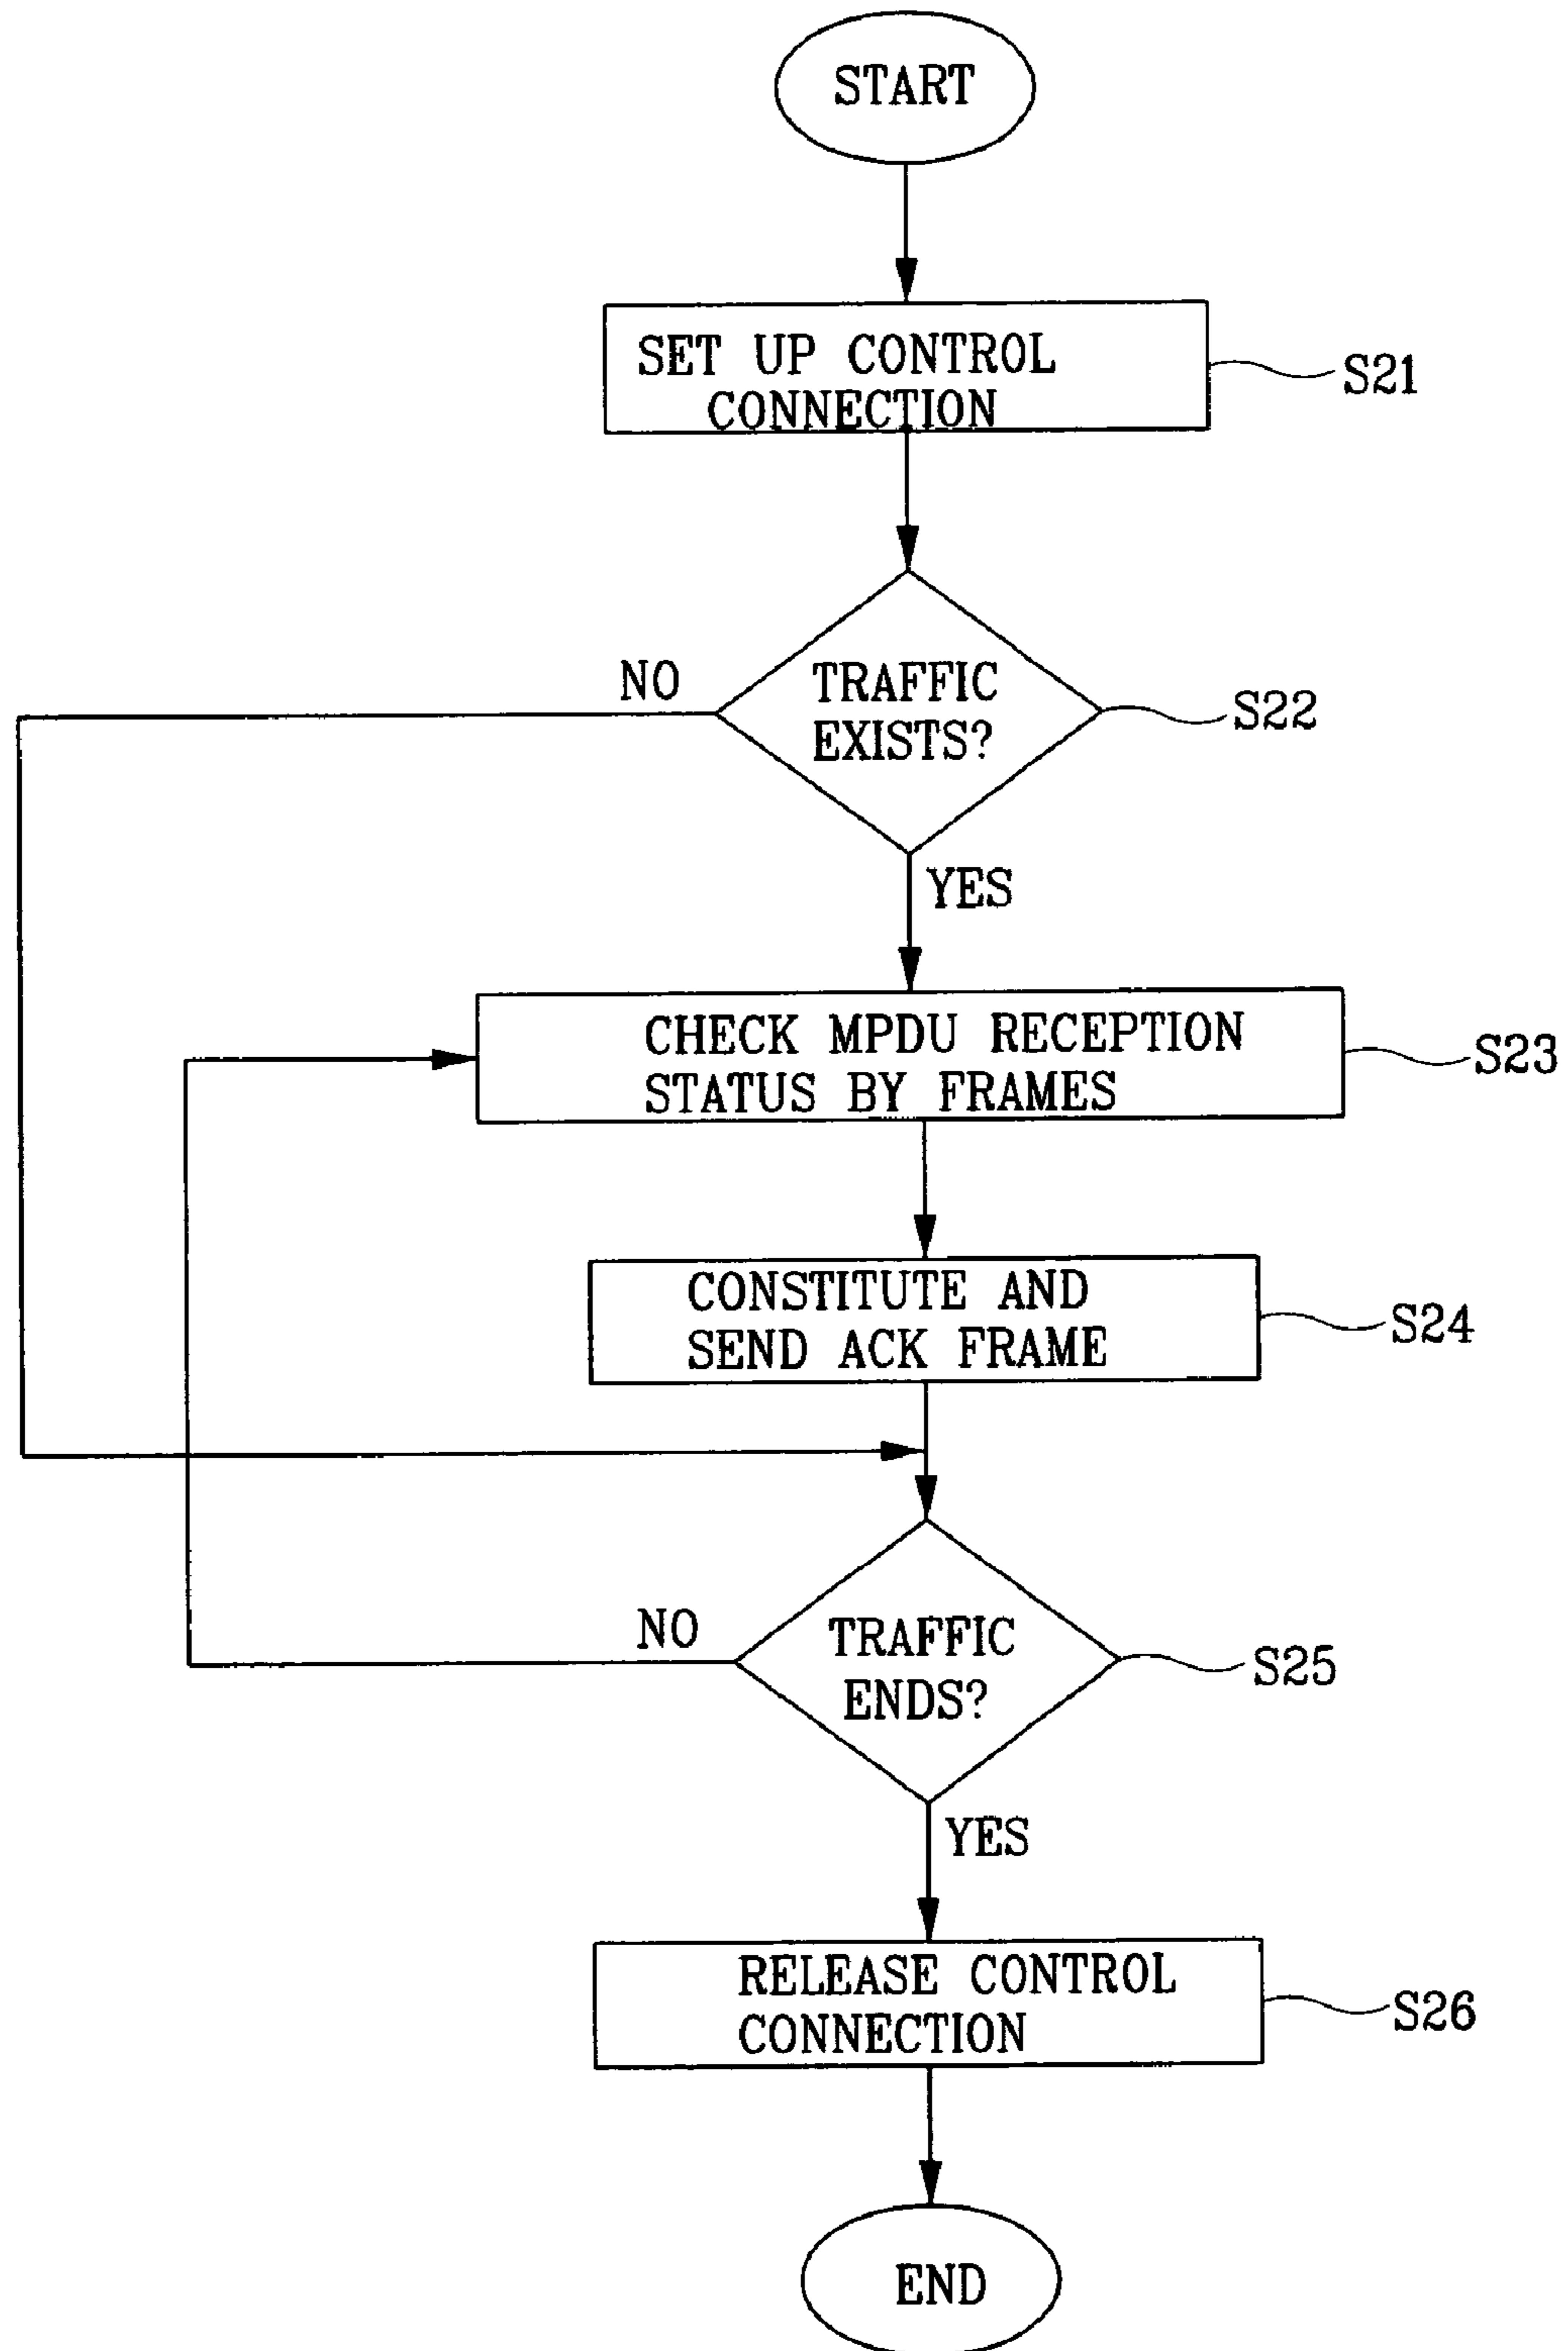 START
SET UP CONTROL
CONNECTION
S21
NO
TRAFFIC
EXISTS?
S22
YES
CHECK MPDU RECEPTION
STATUS BY FRAMES
S23
CONSTITUTE AND
SEND ACK FRAME
S24
NO
TRAFFIC
ENDS?
S25
YES
RELEASE CONTROL
CONNECTION
S26
END